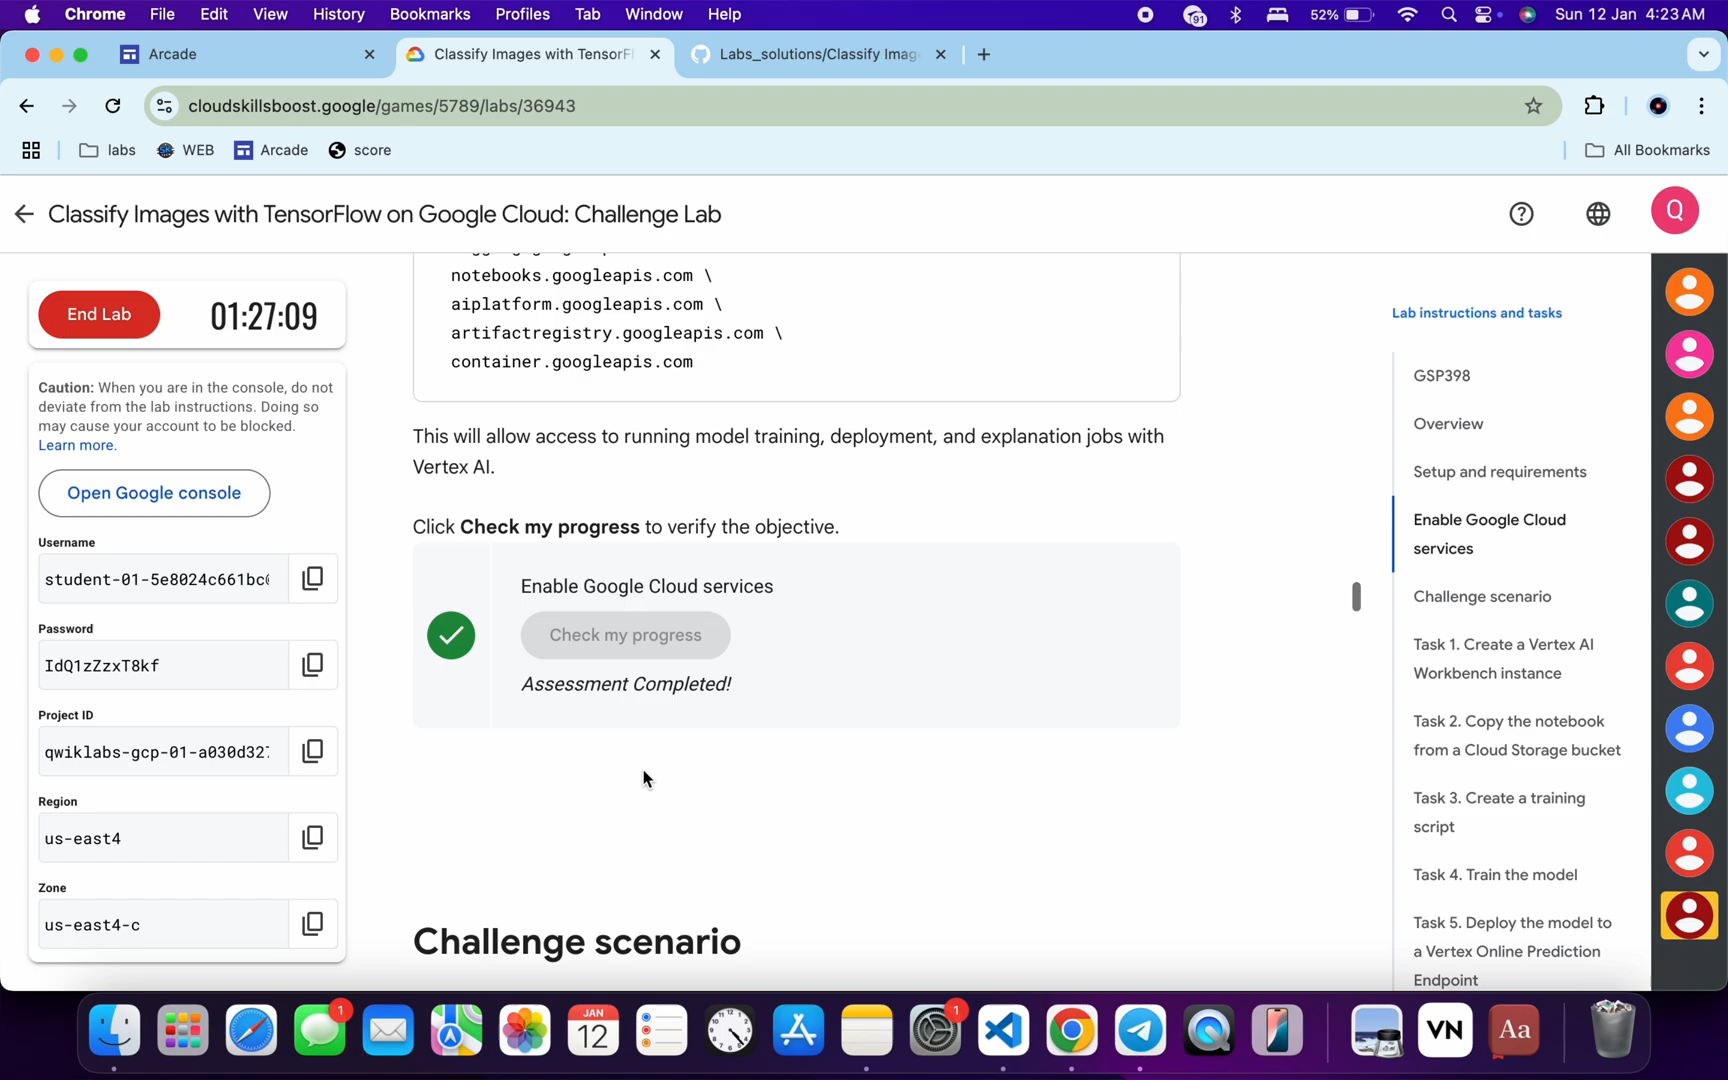 Chrome File Edit View History Bookmarks Profiles Tab Window Help 91 52% Sun 12 Jan 4:23 AM
Arcade Classify Images with TensorF Labs_solutions/Classify Imag
cloudskillsboost.google/games/5789/labs/36943
labs WEB Arcade score All Bookmarks
Classify Images with TensorFlow on Google Cloud: Challenge Lab Q
End Lab 01:27:09
Caution: When you are in the console, do not
deviate from the lab instructions. Doing so
may cause your account to be blocked.
Learn more.
Open Google console
Username
student-01-5e8024c661bc
Password
IdQ1zZzxT8kf
Project ID
qwiklabs-gcp-01-a030d32
Region
us-east4
Zone
us-east4-c
notebooks.googleapis.com \
aiplatform.googleapis.com \
artifactregistry.googleapis.com \
container.googleapis.com
This will allow access to running model training, deployment, and explanation jobs with
Vertex AI.
Click Check my progress to verify the objective.
Enable Google Cloud services
Check my progress
Assessment Completed!
Challenge scenario
Lab instructions and tasks
GSP398
Overview
Setup and requirements
Enable Google Cloud
services
Challenge scenario
Task 1. Create a Vertex AI
Workbench instance
Task 2. Copy the notebook
from a Cloud Storage bucket
Task 3. Create a training
script
Task 4. Train the model
Task 5. Deploy the model to
a Vertex Online Prediction
Endpoint
1 JAN 12 1 VN Aa